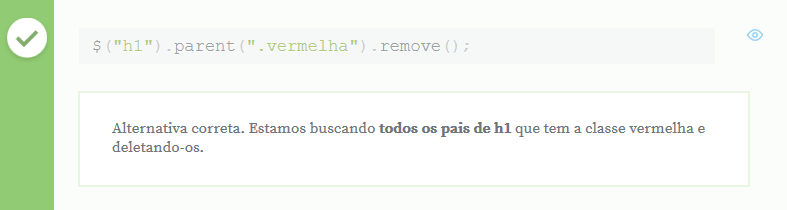 $("h1").parent(".vermelha").remove();
Alternativa correta. Estamos buscando todos os pais de h1 que tem a classe vermelha e
deletando-os.